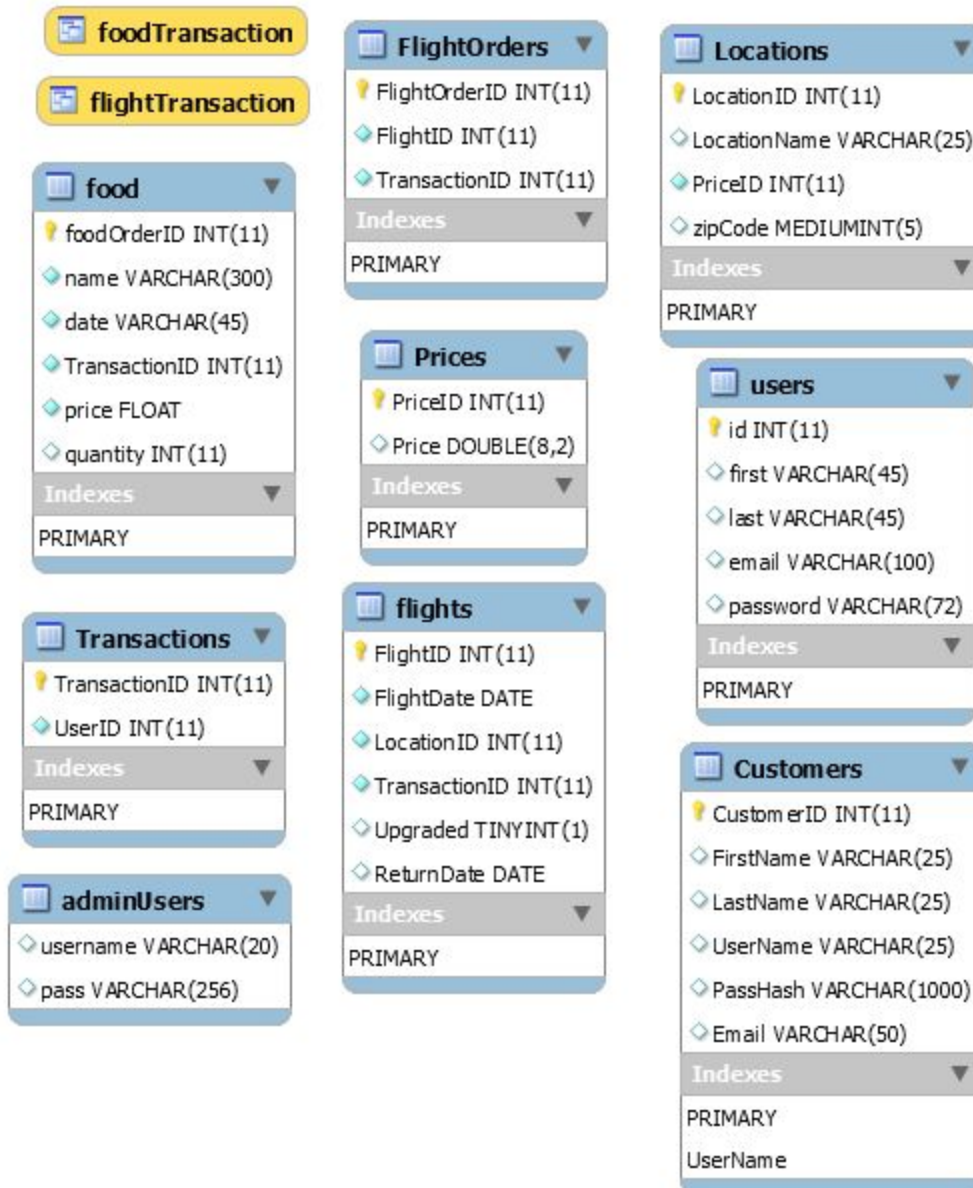 foodTransaction
flightTransaction
food
foodOrderID INT(11)
name VARCHAR(300)
date VARCHAR(45)
TransactionID INT(11)
price FLOAT
quantity INT(11)
Indexes
PRIMARY
Transactions
TransactionID INT(11)
UserID INT(11)
Indexes
PRIMARY
adminUsers
username VARCHAR(20)
pass VARCHAR(256)
FlightOrders
FlightOrderID INT(11)
FlightID INT(11)
TransactionID INT(11)
Indexes
PRIMARY
Prices
PriceID INT(11)
Price DOUBLE(8,2)
Indexes
PRIMARY
flights
FlightID INT(11)
FlightDate DATE
LocationID INT(11)
TransactionID INT(11)
Upgraded TINYINT(1)
ReturnDate DATE
Indexes
PRIMARY
Locations
LocationID INT(11)
LocationName VARCHAR(25)
PriceID INT(11)
zipCode MEDIUMINT(5)
Indexes
PRIMARY
users
id INT(11)
first VARCHAR(45)
last VARCHAR(45)
email VARCHAR(100)
password VARCHAR(72)
Indexes
PRIMARY
Customers
CustomerID INT(11)
FirstName VARCHAR(25)
LastName VARCHAR(25)
UserName VARCHAR(25)
PassHash VARCHAR(1000)
Email VARCHAR(50)
Indexes
PRIMARY
UserName